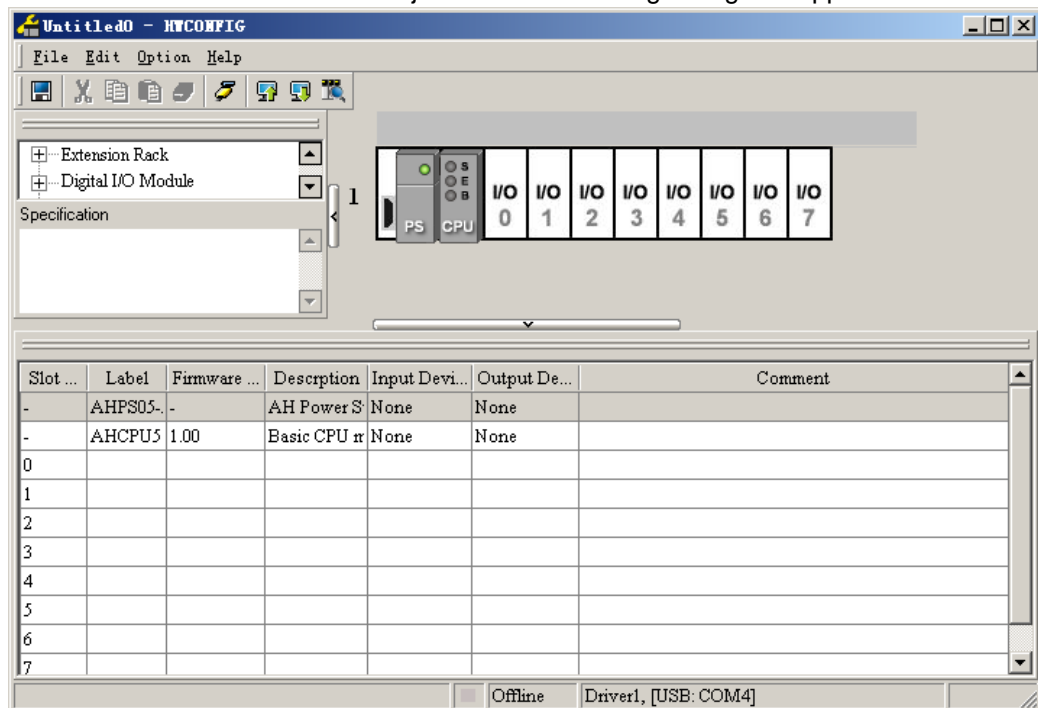 Untitled0 - HWCONFIG
File Edit Option Help
Extension Rack
Digital I/O Module
Specification
1
PS CPU S E B I/O 0 I/O 1 I/O 2 I/O 3 I/O 4 I/O 5 I/O 6 I/O 7
Slot ... Label Firmware ... Descrption Input Devi... Output De... Comment
- AHPS05-. - AH Power S None None
- AHCPU5 1.00 Basic CPU m None None
0
1
2
3
4
5
6
7
Offline Driver1, [USB: COM4]